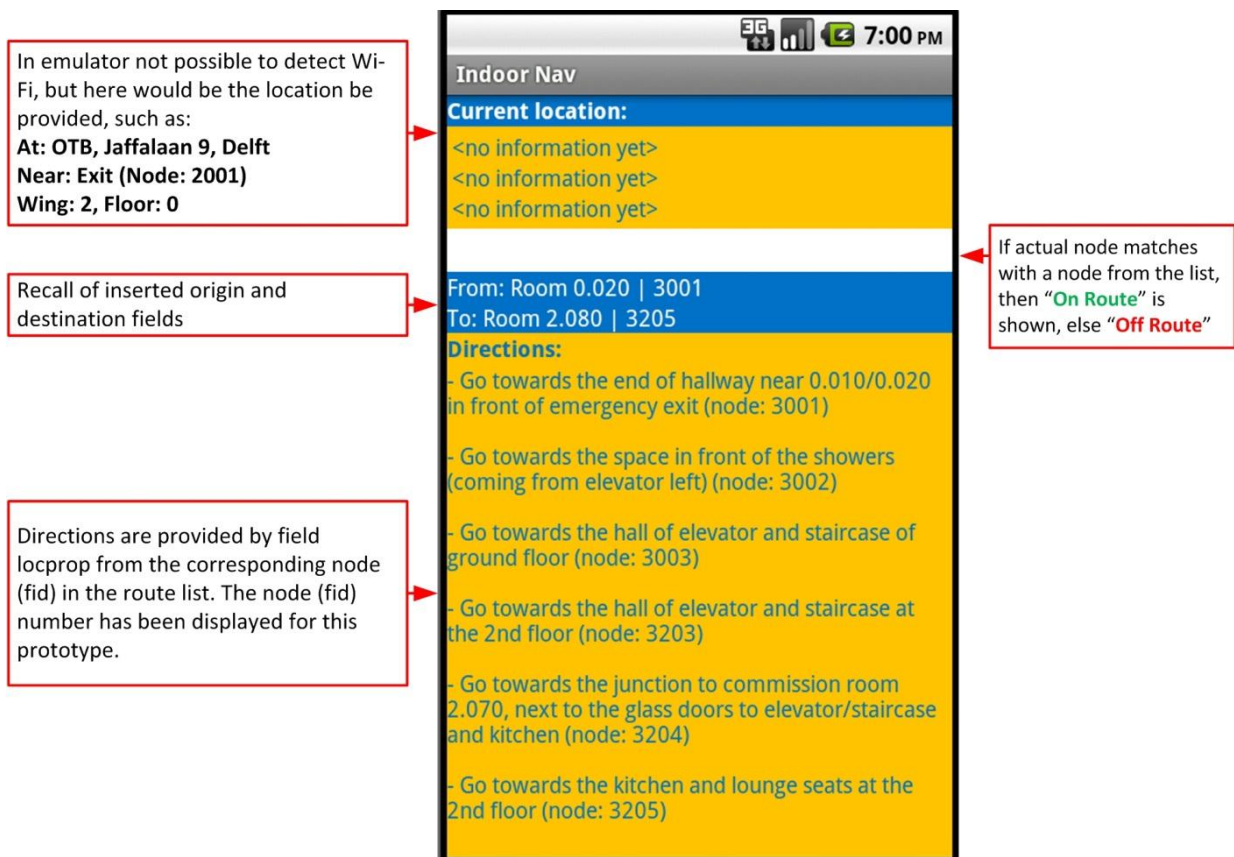 In emulator not possible to detect Wi-
Fi, but here would be the location be
provided, such as:
At: OTB, Jaffalaan 9, Delft
Near: Exit (Node: 2001)
Wing: 2, Floor: 0
Recall of inserted origin and
destination fields
Directions are provided by field
locprop from the corresponding node
(fid) in the route list. The node (fid)
number has been displayed for this
prototype.
3G 7:00 PM
Indoor Nav
Current location:
<no information yet>
<no information yet>
<no information yet>
From: Room 0.020 | 3001
To: Room 2.080 | 3205
Directions:
- Go towards the end of hallway near 0.010/0.020
in front of emergency exit (node: 3001)
- Go towards the space in front of the showers
(coming from elevator left) (node: 3002)
- Go towards the hall of elevator and staircase of
ground floor (node: 3003)
- Go towards the hall of elevator and staircase at
the 2nd floor (node: 3203)
- Go towards the junction to commission room
2.070, next to the glass doors to elevator/staircase
and kitchen (node: 3204)
- Go towards the kitchen and lounge seats at the
2nd floor (node: 3205)
If actual node matches
with a node from the list,
then “On Route” is
shown, else “Off Route”